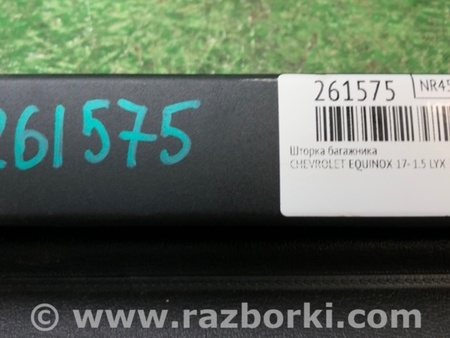 261575
261575 NR45
Шторка багажника
CHEVROLET EQUINOX 17- 1.5 LYX
© www.razborki.com